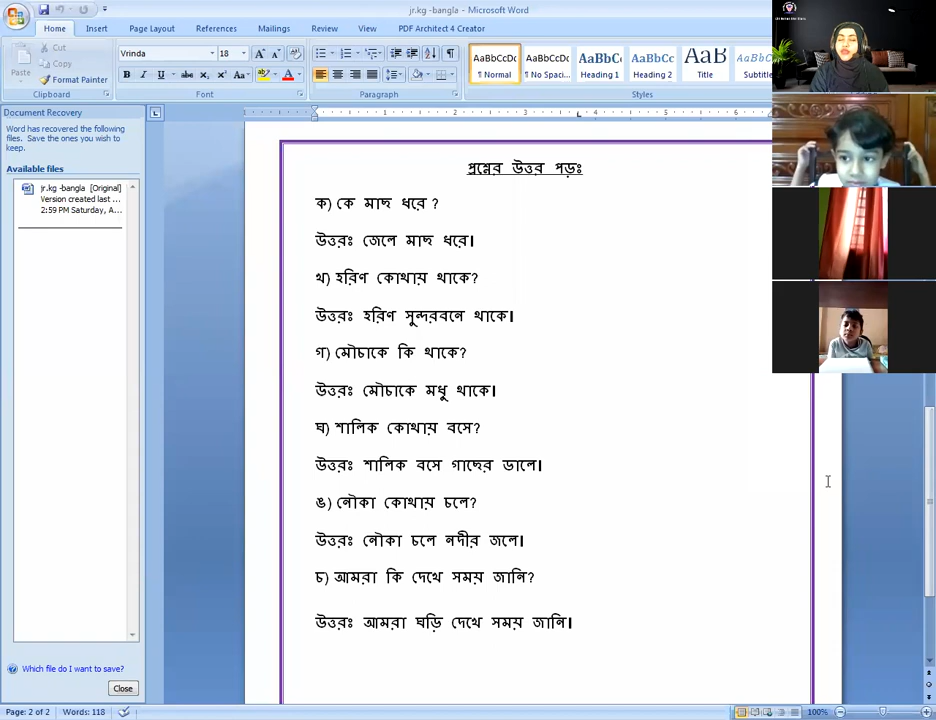 jr.kg -bangla - Microsoft Word
Home Insert Page Layout References Mailings Review View PDF Architect 4 Creator
Paste
Cut
Copy
Format Painter
Clipboard
Vrinda 18
Font
Paragraph
AaBbCcDc AaBbCcDc AaBbC AaBbCc AaB AaBbCc
¶ Normal ¶ No Spaci... Heading 1 Heading 2 Title Subtitle
Styles
Document Recovery
Word has recovered the following
files. Save the ones you wish to
keep.
Available files
jr.kg -bangla [Original]
Version created last ...
2:59 PM Saturday, A...
Which file do I want to save?
Close
প্রশ্নের উত্তর পড়ঃ
ক) কে মাছ ধরে ?
উত্তরঃ জেলে মাছ ধরে।
খ) হরিণ কোথায় থাকে?
উত্তরঃ হরিণ সুন্দরবনে থাকে।
গ) মৌচাকে কি থাকে?
উত্তরঃ মৌচাকে মধু থাকে।
ঘ) শালিক কোথায় বসে?
উত্তরঃ শালিক বসে গাছের ডালে।
ঙ) নৌকা কোথায় চলে?
উত্তরঃ নৌকা চলে নদীর জলে।
চ) আমরা কি দেখে সময় জানি?
উত্তরঃ আমরা ঘড়ি দেখে সময় জানি।
Page: 2 of 2 Words: 118 100%